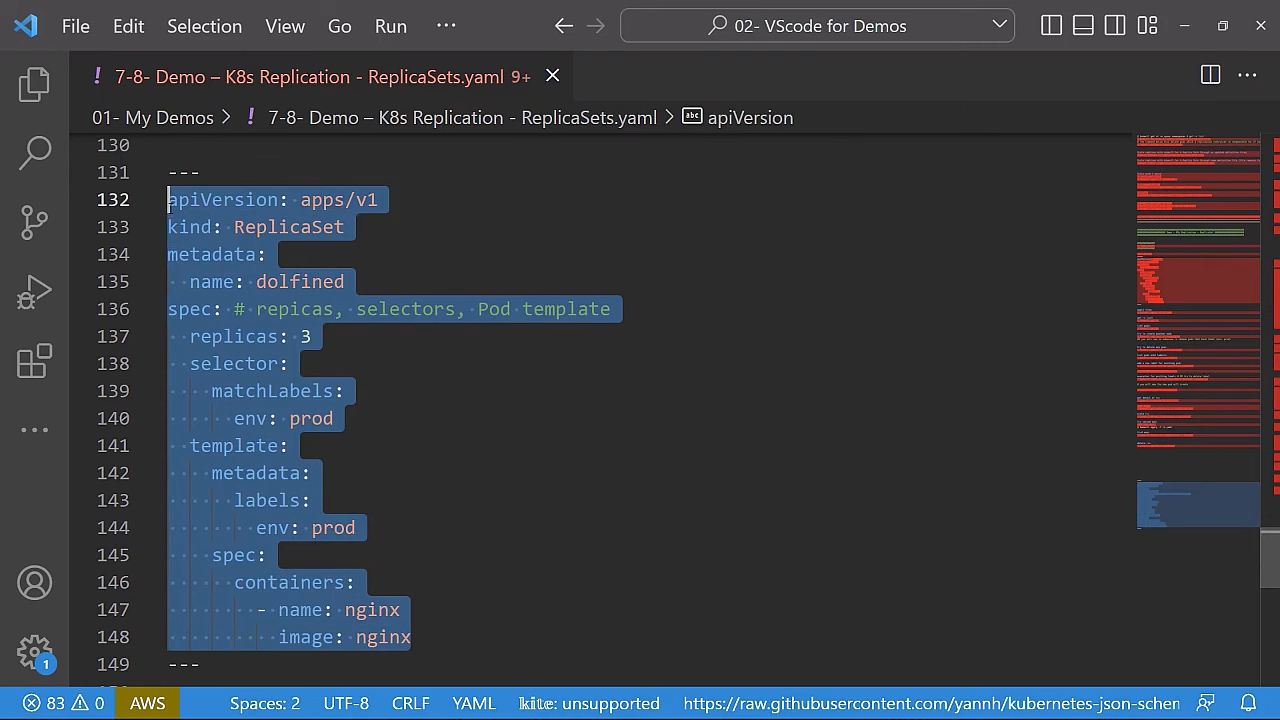 File Edit Selection View Go Run ··· 02- VScode for Demos
! 7-8- Demo – K8s Replication - ReplicaSets.yaml 9+
01- My Demos > ! 7-8- Demo – K8s Replication - ReplicaSets.yaml > abc apiVersion
130
131 ---
132 apiVersion: apps/v1
133 kind: ReplicaSet
134 metadata:
135   name: dolfined
136 spec: # repicas, selectors, Pod template
137   replicas: 3
138   selector:
139     matchLabels:
140       env: prod
141   template:
142     metadata:
143       labels:
144         env: prod
145     spec:
146       containers:
147         - name: nginx
148           image: nginx
149 ---
1
83 0 AWS Spaces: 2 UTF-8 CRLF YAML kite: unsupported https://raw.githubusercontent.com/yannh/kubernetes-json-schen